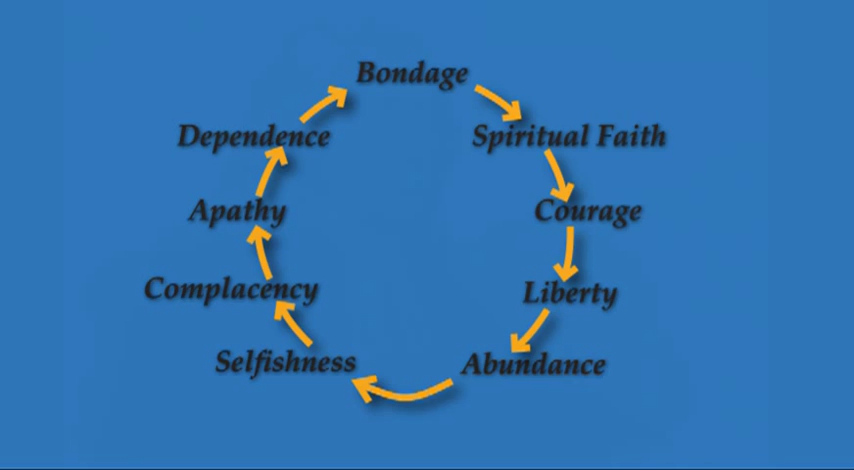 Bondage
Spiritual Faith
Courage
Liberty
Abundance
Selfishness
Complacency
Apathy
Dependence